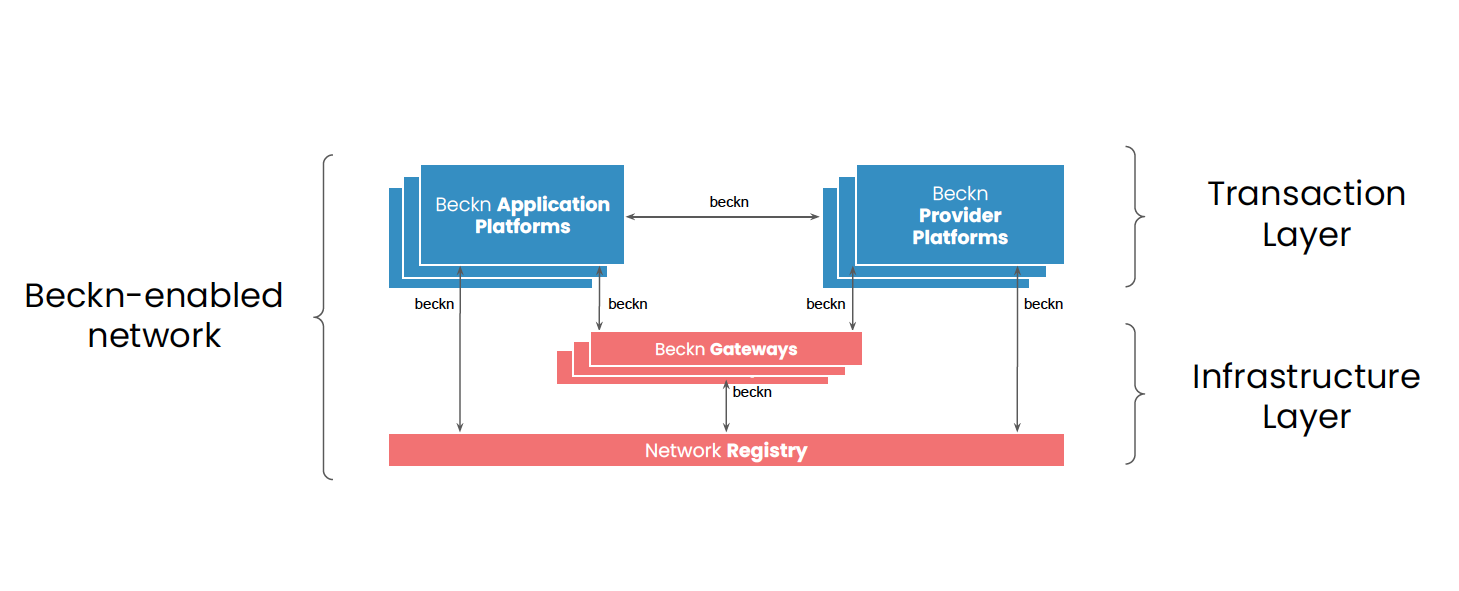 Beckn Application
Platforms
beckn
Beckn
Provider
Platforms
Transaction
Layer
Beckn-enabled
network
beckn
beckn
beckn
beckn
Beckn Gateways
beckn
Infrastructure
Layer
Network Registry